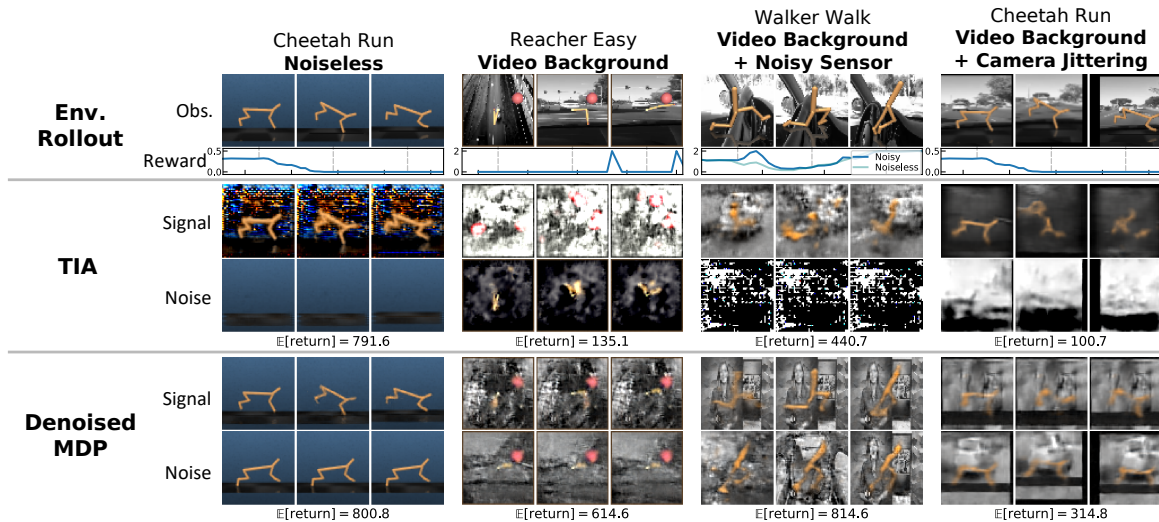 Cheetah Run
Noiseless
Reacher Easy
Video Background
Walker Walk
Video Background
+ Noisy Sensor
Cheetah Run
Video Background
+ Camera Jittering
Env.
Rollout
Obs.
Reward
0.5
0.0
2
0
2
0
Noisy
Noiseless
0.5
0.0
TIA
Signal
Noise
𝔼[return] = 791.6
𝔼[return] = 135.1
𝔼[return] = 440.7
𝔼[return] = 100.7
Denoised
MDP
Signal
Noise
𝔼[return] = 800.8
𝔼[return] = 614.6
𝔼[return] = 814.6
𝔼[return] = 314.8